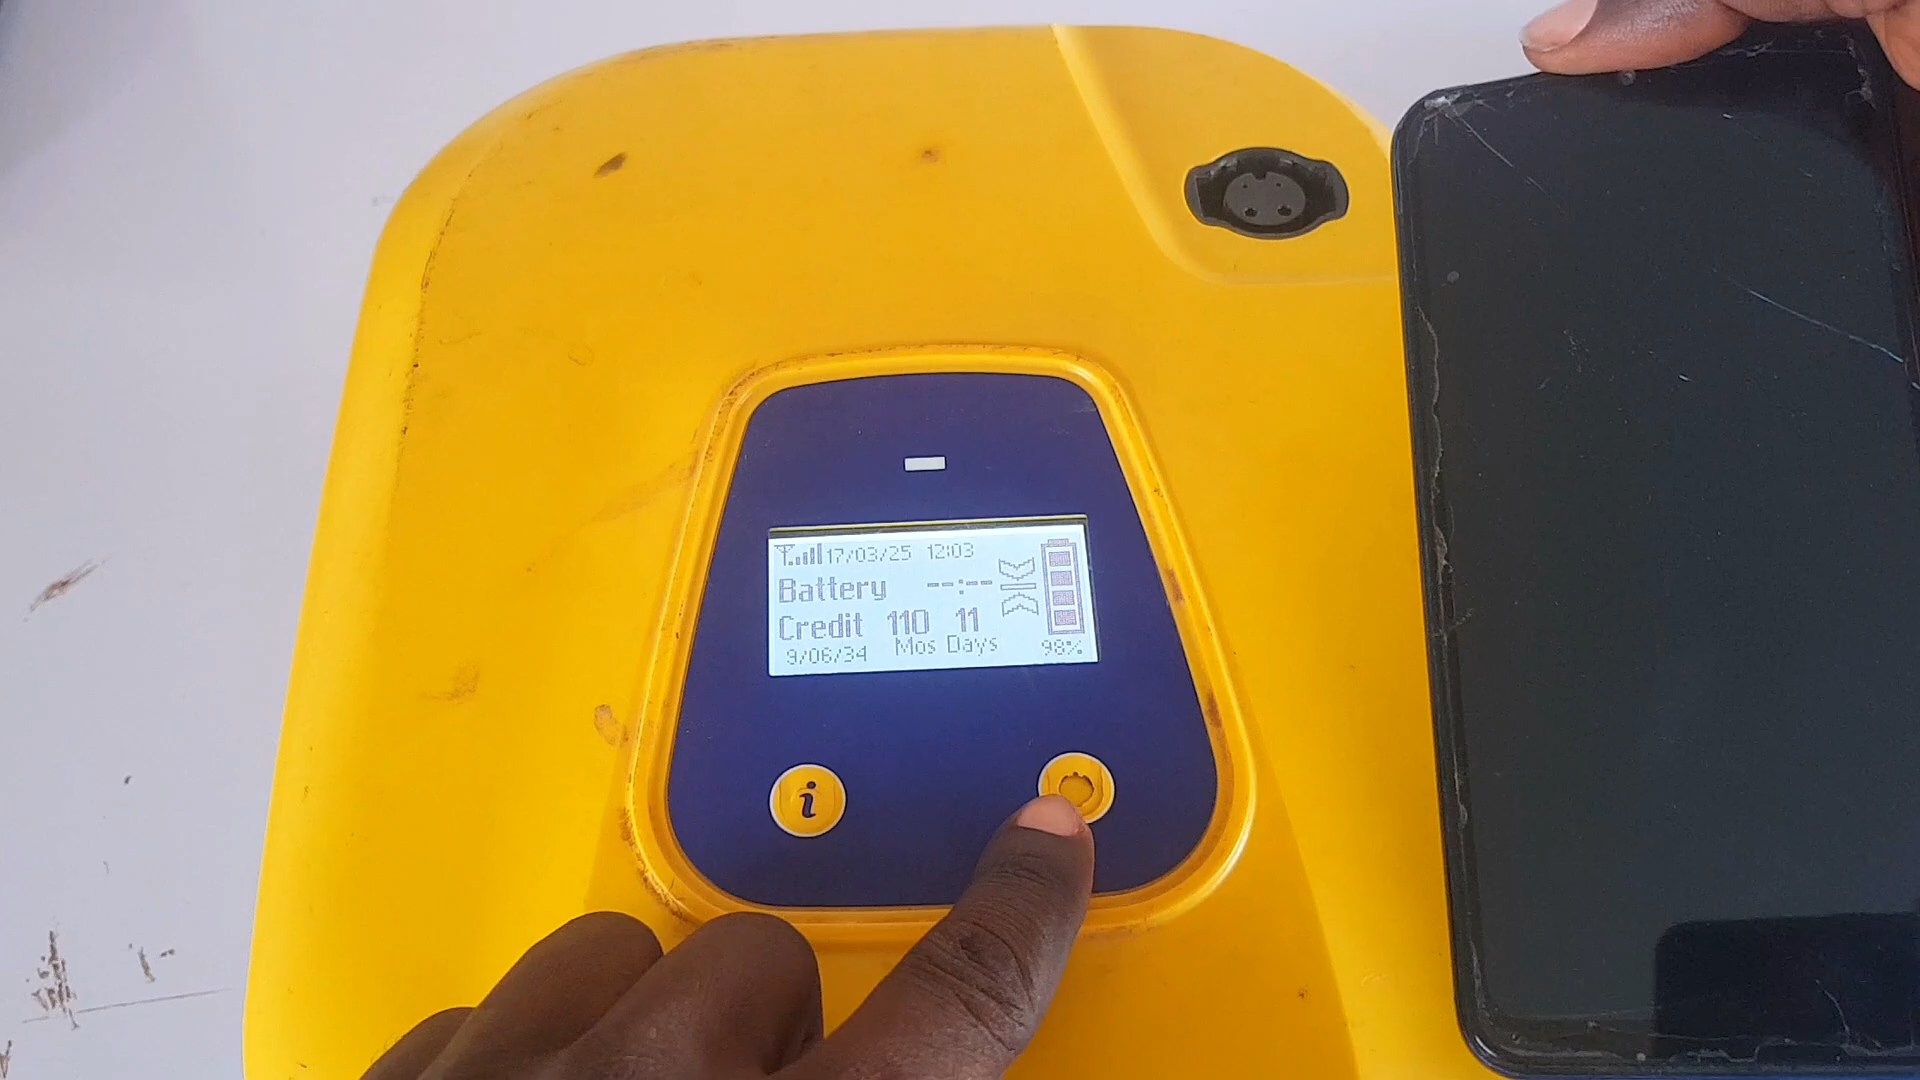 17/03/25 12:03
Battery --:--
Credit 110 11
9/06/34 Mos Days 98%
i